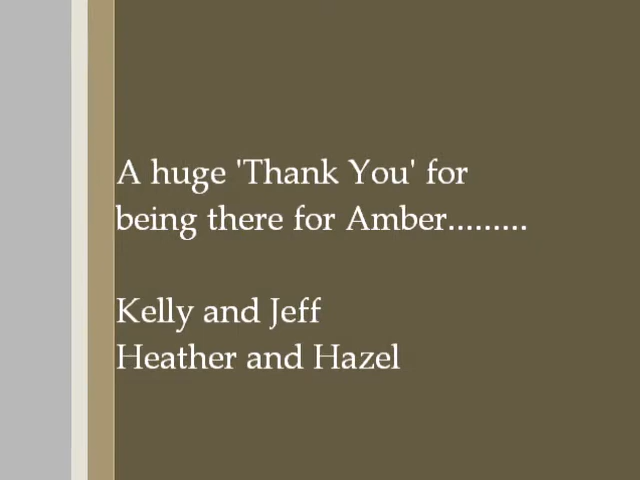 A huge 'Thank You' for
being there for Amber.........
Kelly and Jeff
Heather and Hazel